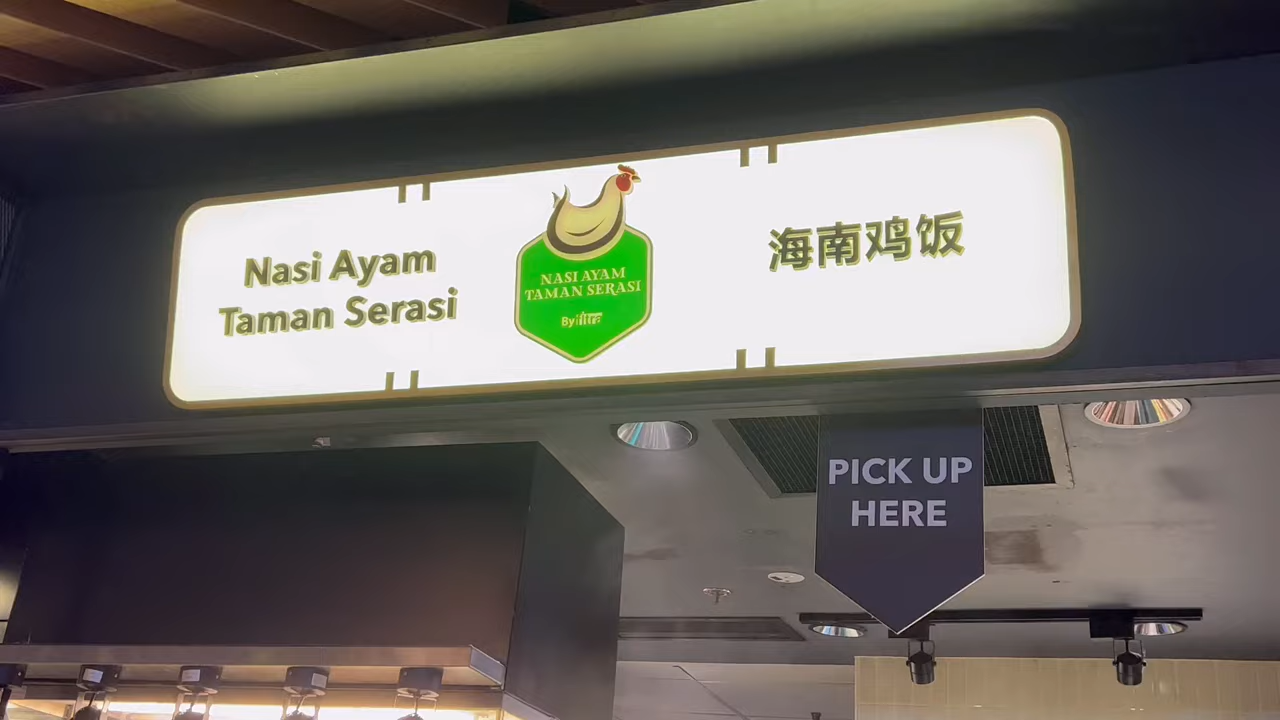 Nasi Ayam
Taman Serasi
NASI AYAM
TAMAN SERASI
By
海南鸡饭
PICK UP
HERE